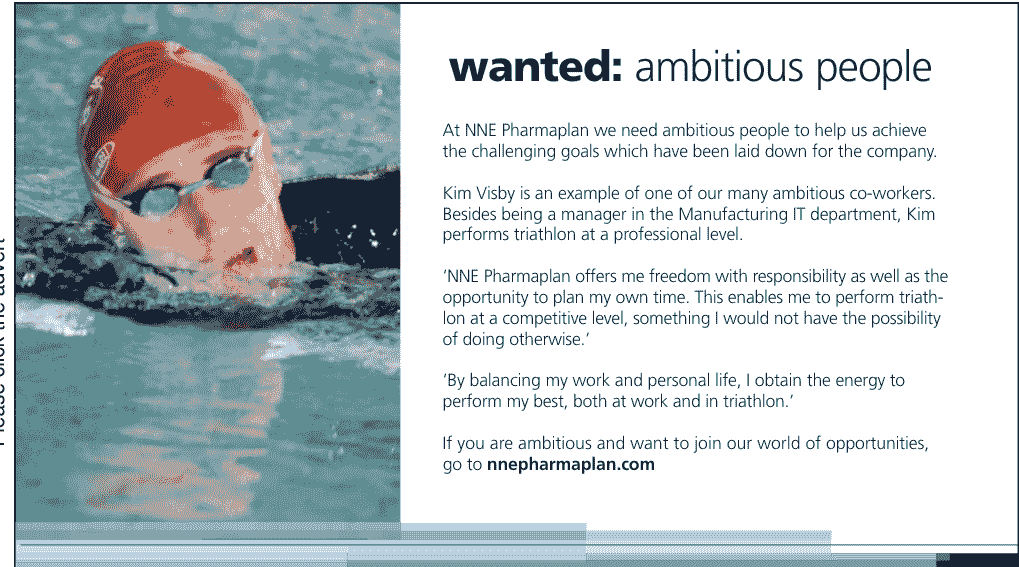 wanted: ambitious people
At NNE Pharmaplan we need ambitious people to help us achieve
the challenging goals which have been laid down for the company.
Kim Visby is an example of one of our many ambitious co-workers.
Besides being a manager in the Manufacturing IT department, Kim
performs triathlon at a professional level.
‘NNE Pharmaplan offers me freedom with responsibility as well as the
opportunity to plan my own time. This enables me to perform triath-
lon at a competitive level, something I would not have the possibility
of doing otherwise.’
‘By balancing my work and personal life, I obtain the energy to
perform my best, both at work and in triathlon.’
If you are ambitious and want to join our world of opportunities,
go to nnepharmaplan.com